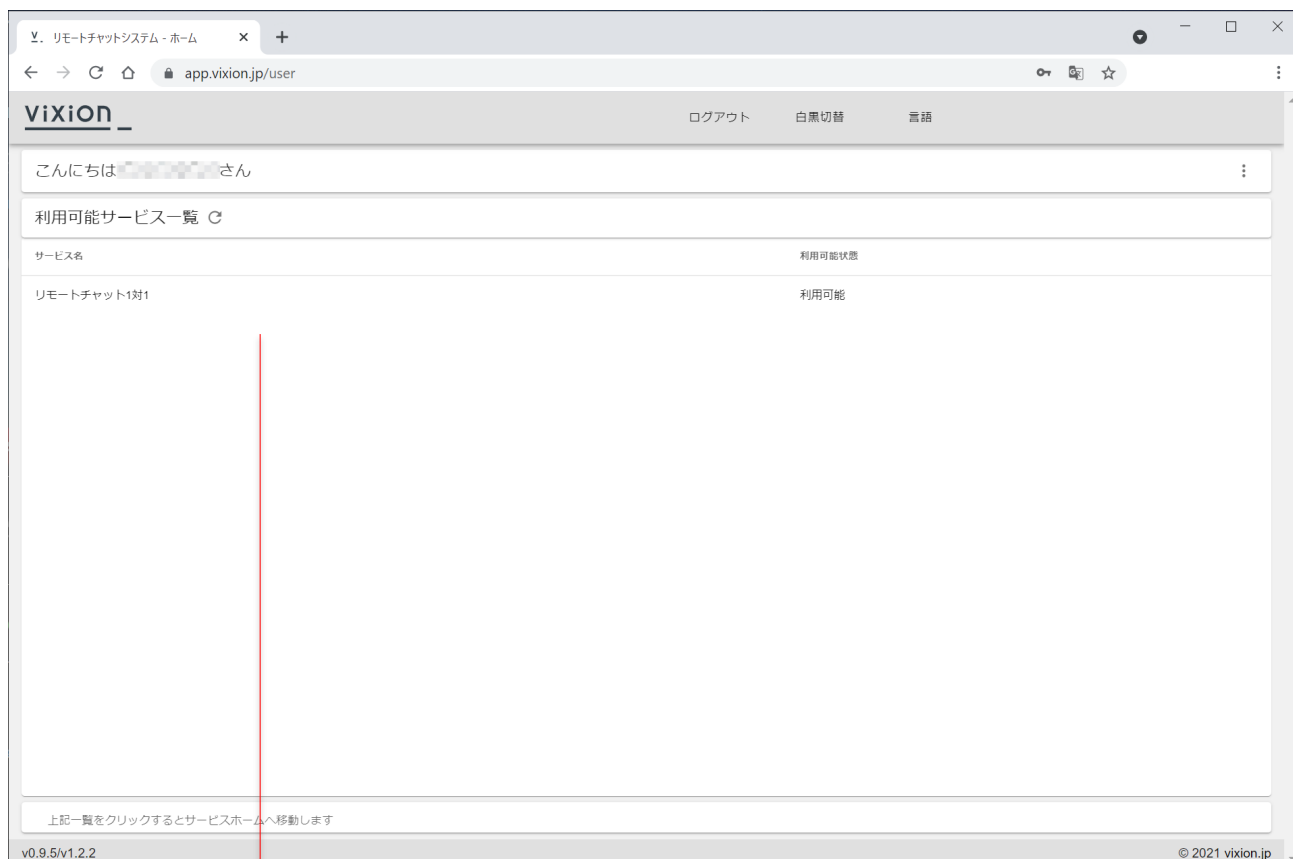 リモートチャットシステム - ホーム
app.vixion.jp/user
ViXion_
ログアウト 白黒切替 言語
こんにちは さん
利用可能サービス一覧
サービス名 利用可能状態
リモートチャット1対1 利用可能
上記一覧をクリックするとサービスホームへ移動します
v0.9.5/v1.2.2 © 2021 vixion.jp